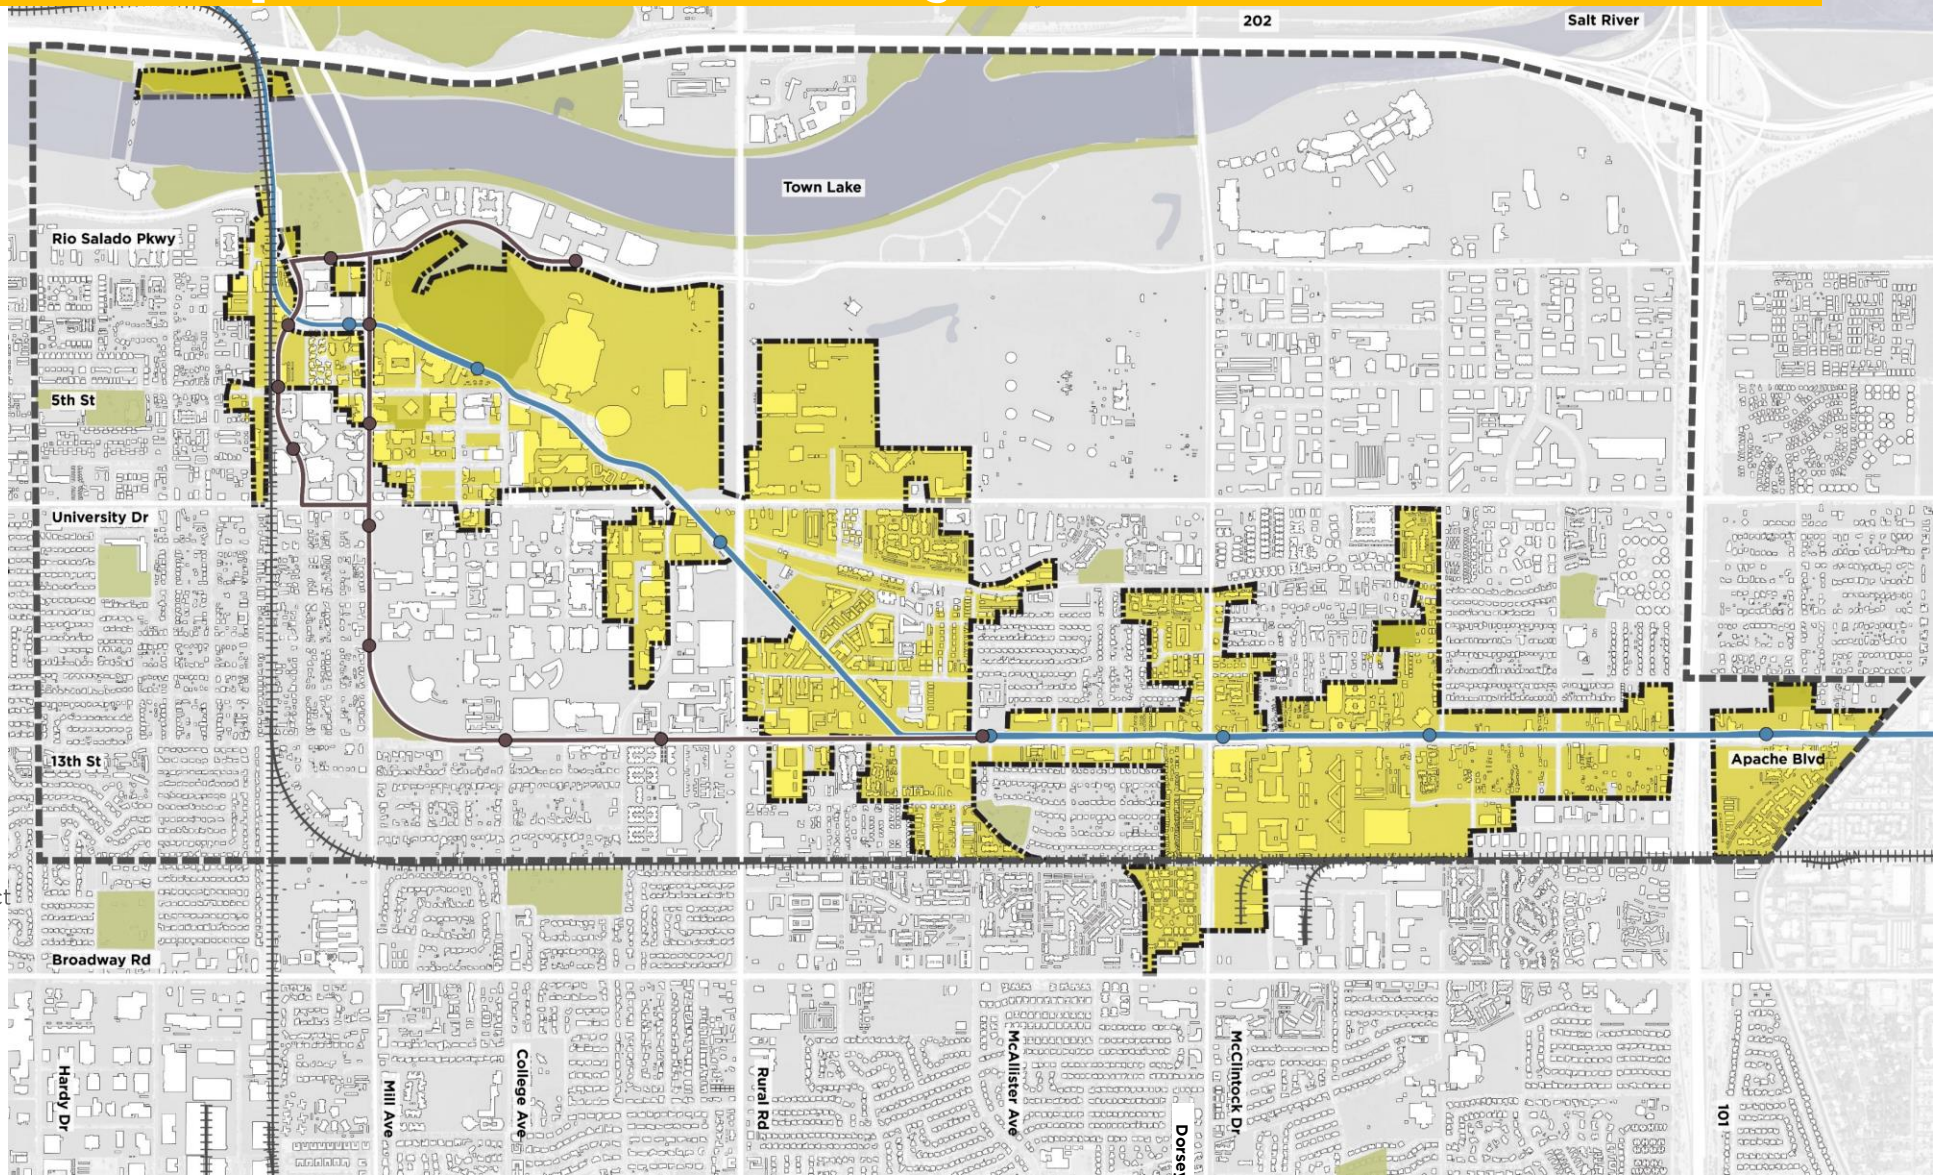 202
Salt River
Town Lake
Rio Salado Pkwy
5th St
University Dr
13th St
Apache Blvd
Broadway Rd
Hardy Dr
Mill Ave
College Ave
Rural Rd
McAllister Ave
Dorsey
McClintock Dr
101